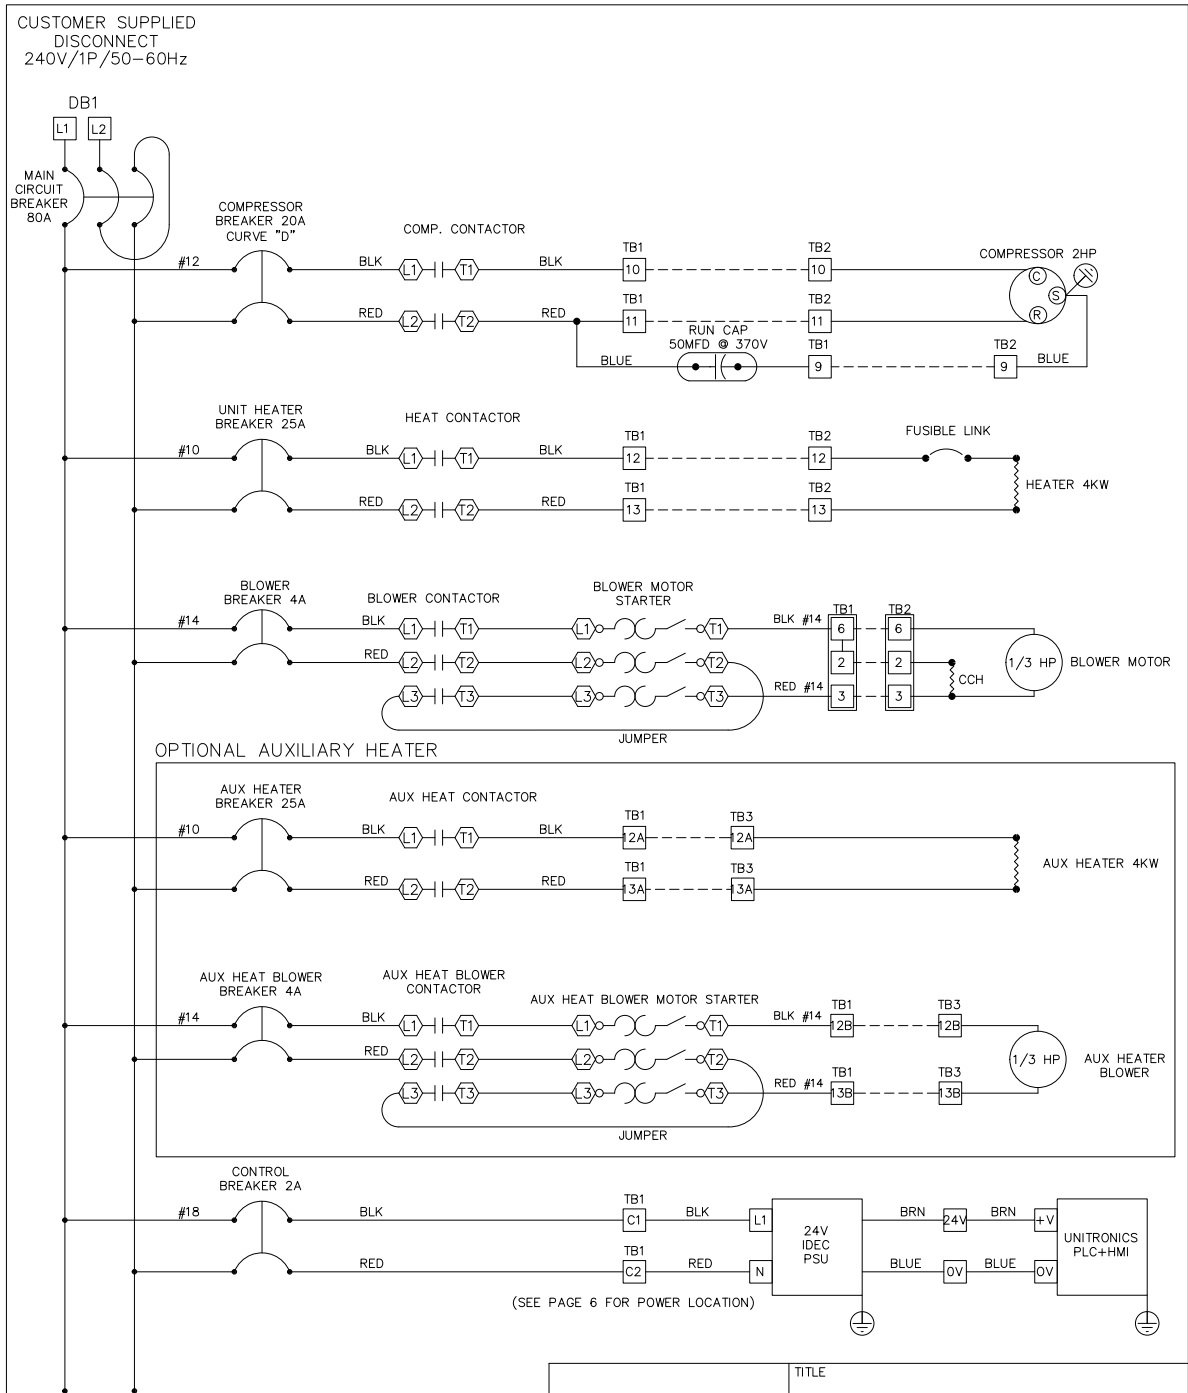 CUSTOMER SUPPLIED
DISCONNECT
240V/1P/50-60Hz
DB1
L1 L2
MAIN
CIRCUIT
BREAKER
80A
COMPRESSOR
BREAKER 20A
CURVE "D"
COMP. CONTACTOR
TB1 TB2
COMPRESSOR 2HP
#12 BLK L1 T1 BLK 10 10 C
S
TB1 TB2
RED L2 T2 RED 11 11 R
RUN CAP
50MFD @ 370V
TB1 TB2
BLUE 9 9 BLUE
UNIT HEATER
BREAKER 25A
HEAT CONTACTOR
TB1 TB2
FUSIBLE LINK
#10 BLK L1 T1 BLK 12 12
HEATER 4KW
TB1 TB2
RED L2 T2 RED 13 13
BLOWER
BREAKER 4A
BLOWER CONTACTOR
BLOWER MOTOR
STARTER
TB1 TB2
#14 BLK L1 T1 L1 T1 BLK #14 6 6
RED L2 T2 L2 T2 2 2 1/3 HP BLOWER MOTOR
CCH
L3 T3 L3 T3 RED #14 3 3
JUMPER
OPTIONAL AUXILIARY HEATER
AUX HEATER
BREAKER 25A
AUX HEAT CONTACTOR
TB1 TB3
#10 BLK L1 T1 BLK 12A 12A
AUX HEATER 4KW
TB1 TB3
RED L2 T2 RED 13A 13A
AUX HEAT BLOWER
BREAKER 4A
AUX HEAT BLOWER
CONTACTOR
AUX HEAT BLOWER MOTOR STARTER
TB1 TB3
#14 BLK L1 T1 L1 T1 BLK #14 12B 12B
RED L2 T2 L2 T2 1/3 HP
AUX HEATER
BLOWER
TB1 TB3
L3 T3 L3 T3 RED #14 13B 13B
JUMPER
CONTROL
BREAKER 2A
TB1
#18 BLK C1 BLK L1 BRN 24V BRN +V
24V
IDEC
PSU
UNITRONICS
PLC+HMI
TB1
RED C2 RED N BLUE 0V BLUE 0V
(SEE PAGE 6 FOR POWER LOCATION)
TITLE